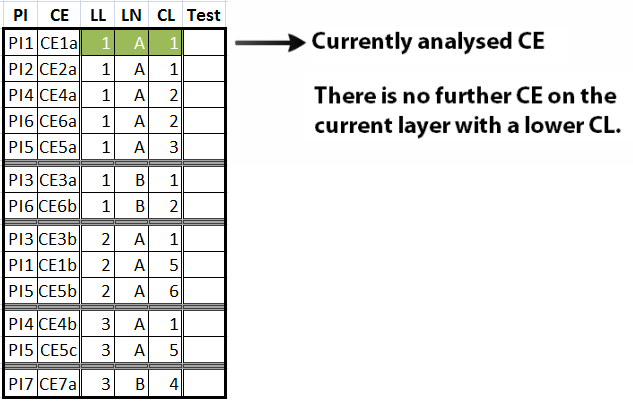 PI CE LL LN CL Test
PI1 CE1a 1 A 1 Currently analysed CE
PI2 CE2a 1 A 1
PI4 CE4a 1 A 2 There is no further CE on the
PI6 CE6a 1 A 2 current layer with a lower CL.
PI5 CE5a 1 A 3
PI3 CE3a 1 B 1
PI6 CE6b 1 B 2
PI3 CE3b 2 A 1
PI1 CE1b 2 A 5
PI5 CE5b 2 A 6
PI4 CE4b 3 A 1
PI5 CE5c 3 A 5
PI7 CE7a 3 B 4